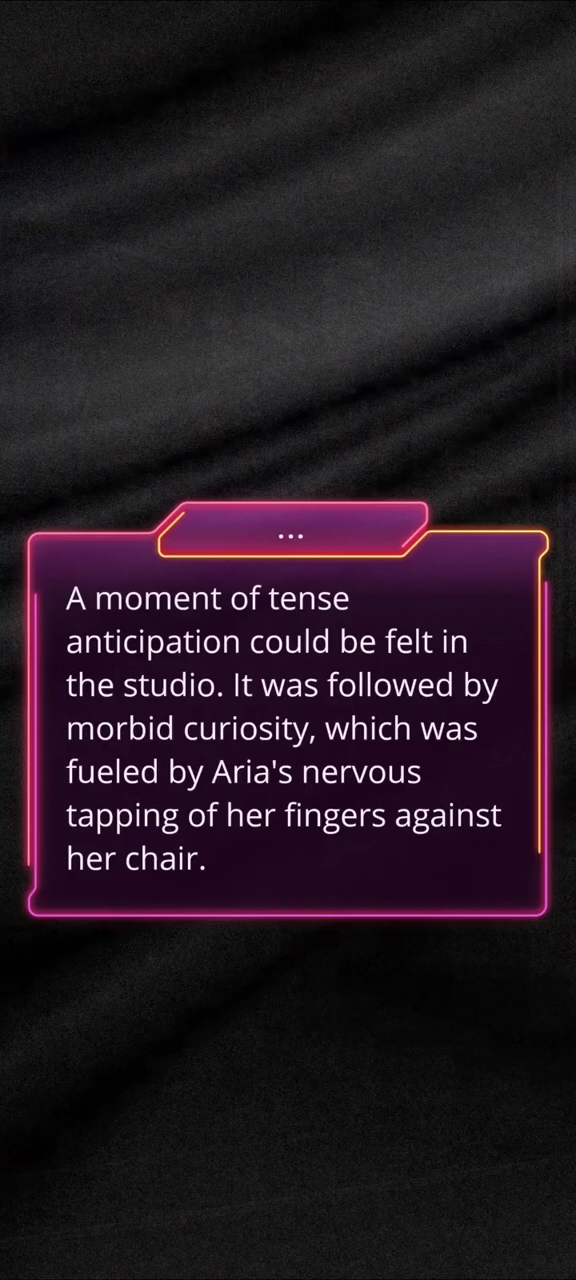 ...
A moment of tense
anticipation could be felt in
the studio. It was followed by
morbid curiosity, which was
fueled by Aria's nervous
tapping of her fingers against
her chair.